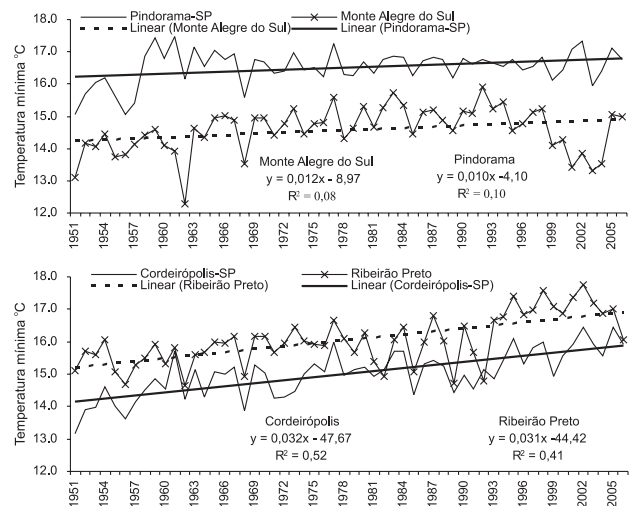 Pindorama-SP Monte Alegre do Sul
Linear (Monte Alegre do Sul) Linear (Pindorama-SP)
Temperatura mínima °C
18.0
17.0
16.0
15.0
14.0
13.0
12.0
Monte Alegre do Sul Pindorama
y = 0,012x - 8,97 y = 0,010x -4,10
R² = 0,08 R² = 0,10
1951 1954 1957 1960 1963 1966 1969 1972 1975 1978 1981 1984 1987 1990 1993 1996 1999 2002 2005
Cordeirópolis-SP Ribeirão Preto
Linear (Ribeirão Preto) Linear (Cordeirópolis-SP)
Temperatura mínima °C
18.0
17.0
16.0
15.0
14.0
13.0
12.0
Cordeirópolis Ribeirão Preto
y = 0,032x - 47,67 y = 0,031x -44,42
R² = 0,52 R² = 0,41
1951 1954 1957 1960 1963 1966 1969 1972 1975 1978 1981 1984 1987 1990 1993 1996 1999 2002 2005